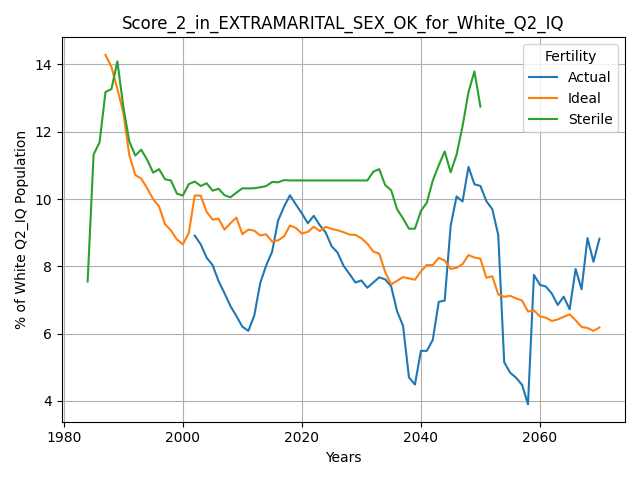 Score_2_in_EXTRAMARITAL_SEX_OK_for_White_Q2_IQ
Fertility
Actual
Ideal
Sterile
% of White Q2_IQ Population
14
12
10
8
6
4
1980 2000 2020 2040 2060
Years